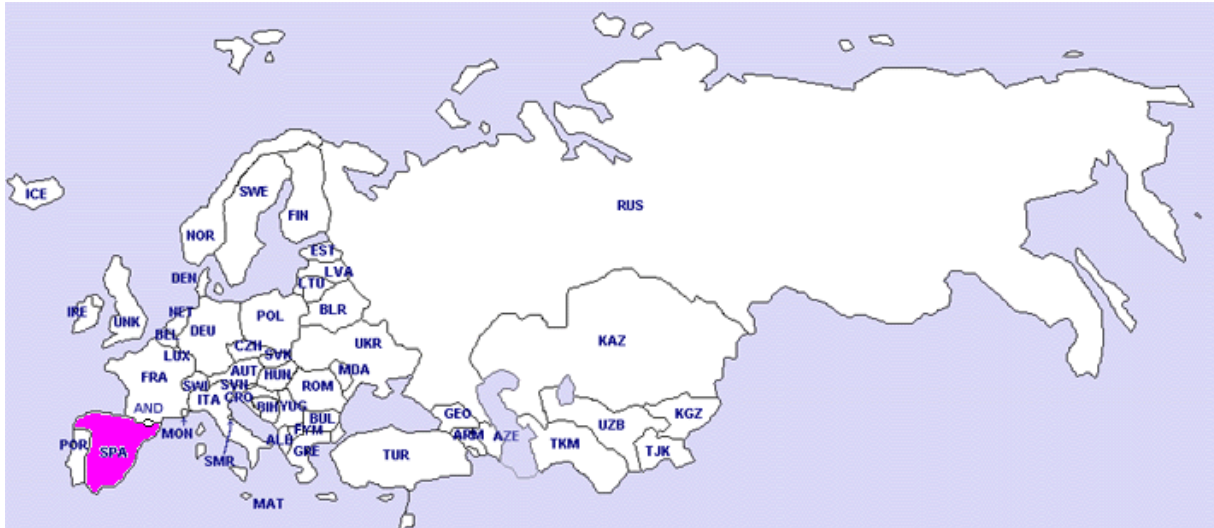 ICE
SWE
FIN
NOR
RUS
EST
LVA
LTU
DEN
IRE
UNK
NET
BEL
DEU
POL
BLR
LUX
CZH
SVK
UKR
KAZ
FRA
SWI
AUT
HUN
MDA
SVN
ITA
CRO
ROM
AND
BIH
YUG
BUL
GEO
UZB
KGZ
POR
SPA
MON
SMR
ALB
FYM
GRE
TUR
ARM
AZE
TKM
TJK
MAT